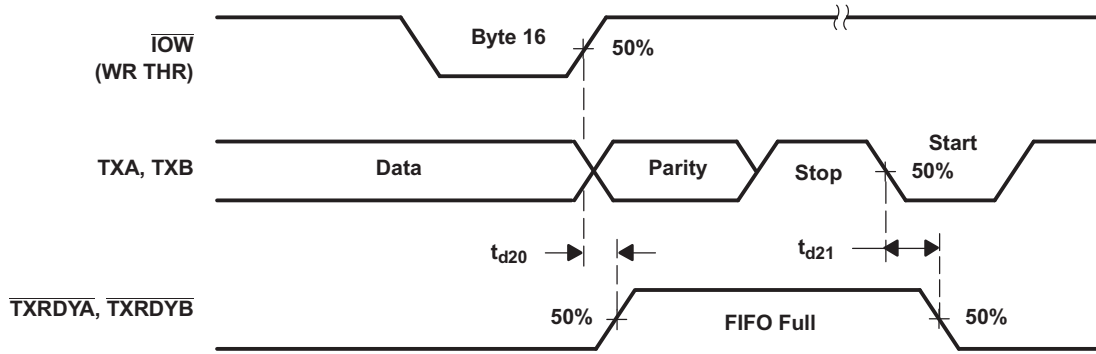 IOW
(WR THR)
Byte 16
50%
TXA, TXB
Data
Parity
Stop
Start
50%
td20
td21
TXRDYA, TXRDYB
50%
FIFO Full
50%